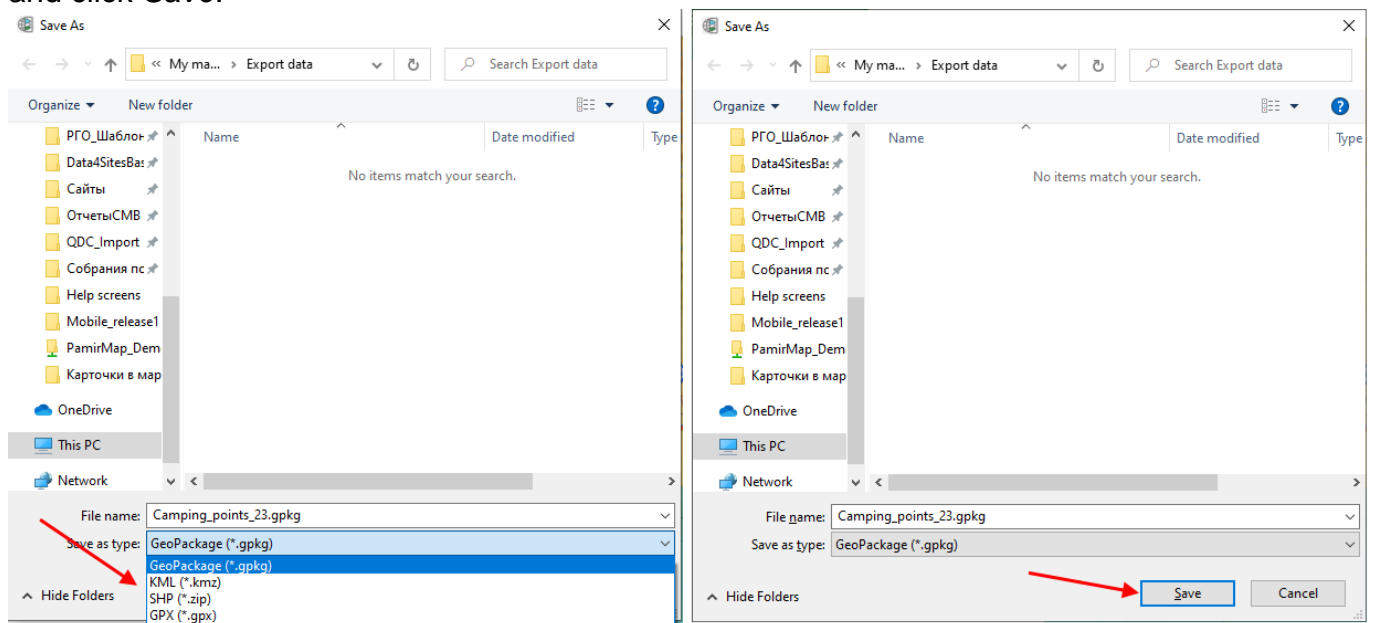 and click Save.
Save As
« My ma... › Export data
Search Export data
Organize
New folder
Name
Date modified
Type
РГО_Шаблон
No items match your search.
Data4SitesBas
Сайты
ОтчетыСМВ
QDC_Import
Собрания пс
Help screens
Mobile_release1
PamirMap_Dem
Карточки в мар
OneDrive
This PC
Network
File name: Camping_points_23.gpkg
Save as type: GeoPackage (*.gpkg)
GeoPackage (*.gpkg)
KML (*.kmz)
SHP (*.zip)
GPX (*.gpx)
Hide Folders
Save As
« My ma... › Export data
Search Export data
Organize
New folder
Name
Date modified
Type
РГО_Шаблон
No items match your search.
Data4SitesBas
Сайты
ОтчетыСМВ
QDC_Import
Собрания пс
Help screens
Mobile_release1
PamirMap_Dem
Карточки в мар
OneDrive
This PC
Network
File name: Camping_points_23.gpkg
Save as type: GeoPackage (*.gpkg)
Hide Folders
Save
Cancel